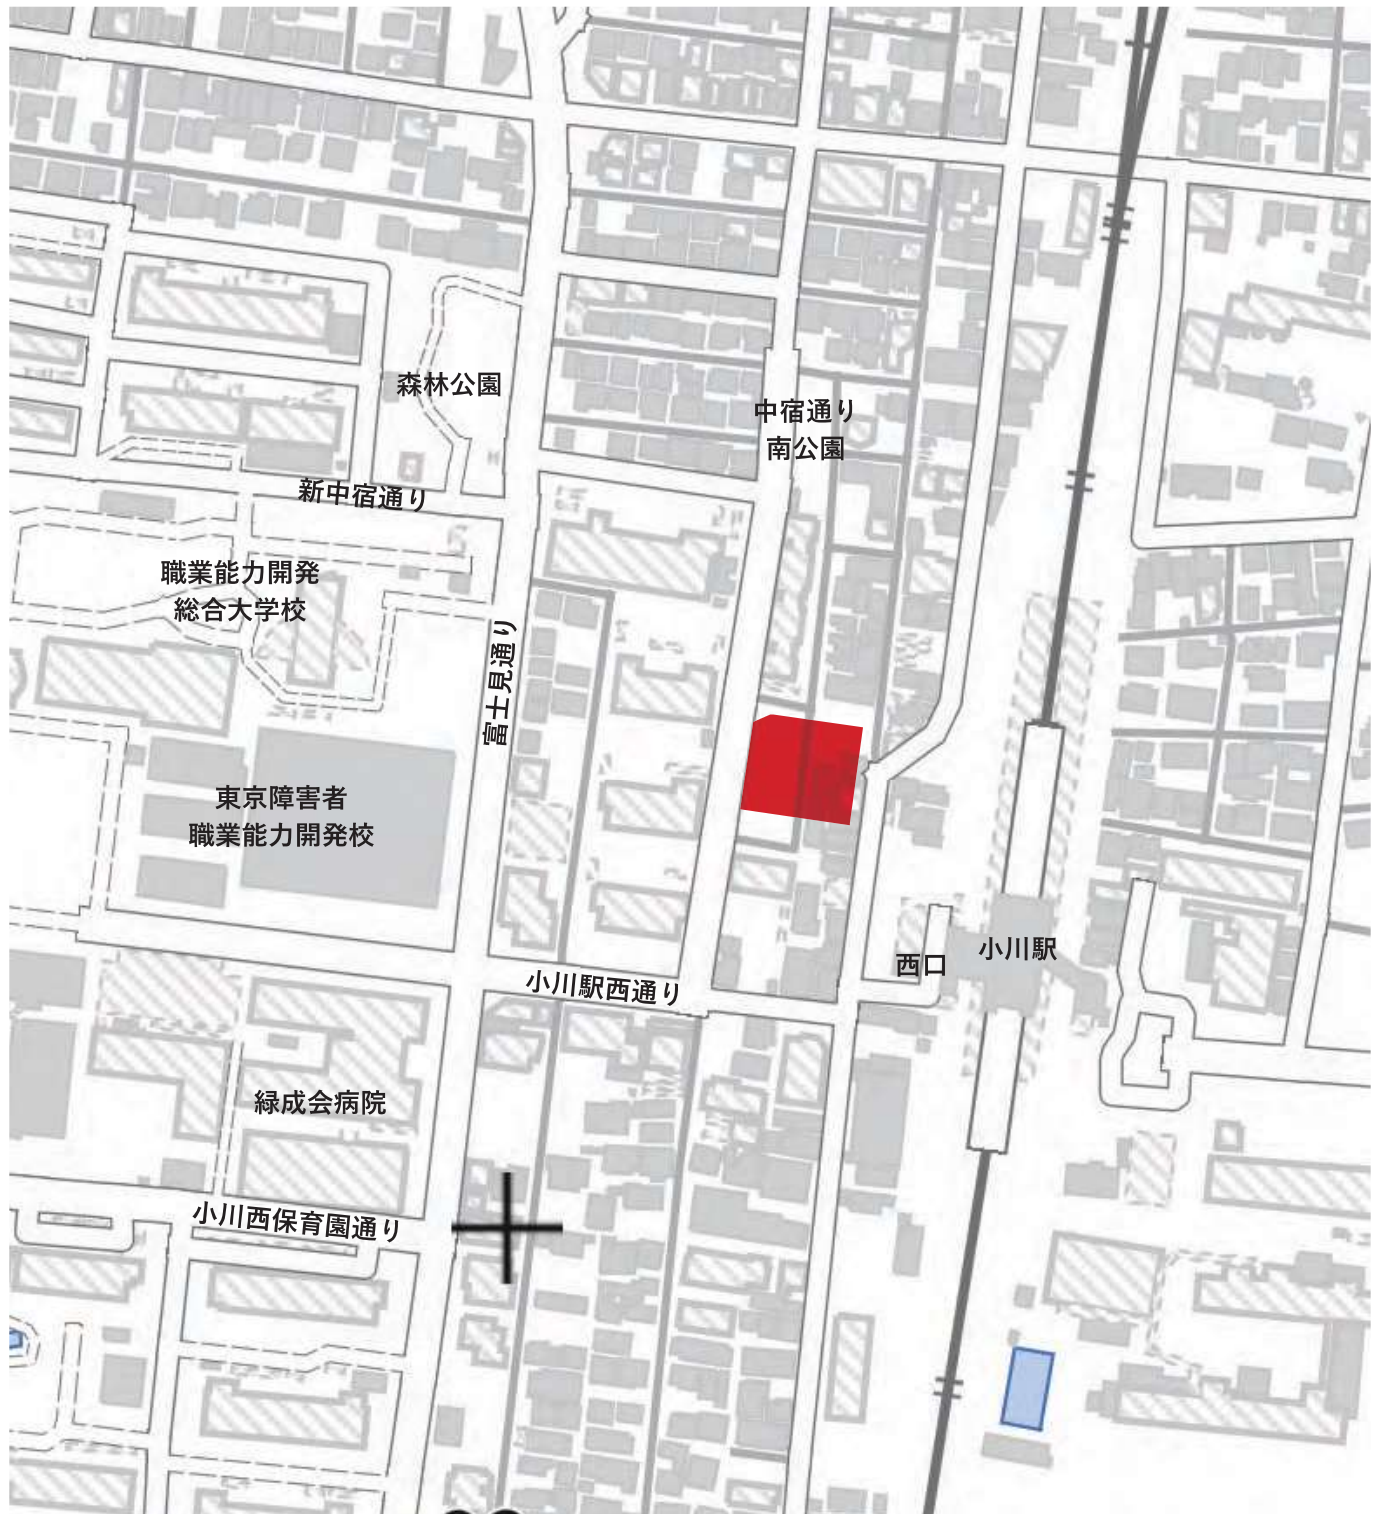 森林公園
中宿通り
南公園
新中宿通り
職業能力開発
総合大学校
富士見通り
東京障害者
職業能力開発校
小川駅
西口
小川駅西通り
緑成会病院
小川西保育園通り